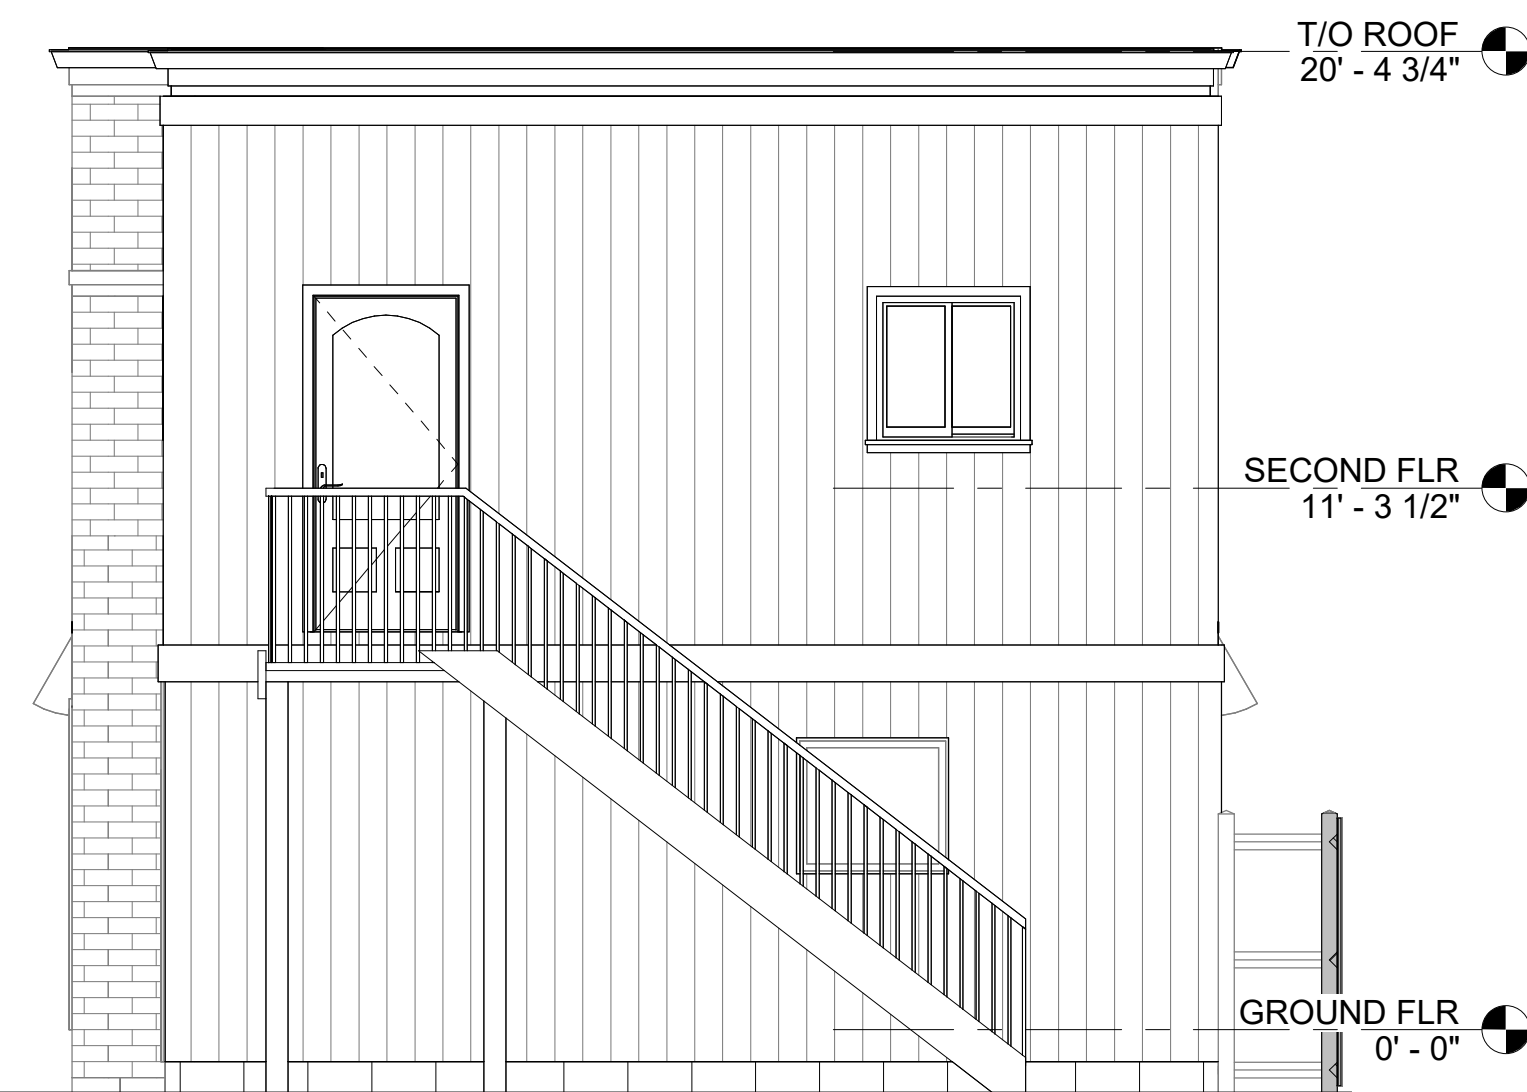 T/O ROOF
20' - 4 3/4"
SECOND FLR
11' - 3 1/2"
GROUND FLR
0' - 0"